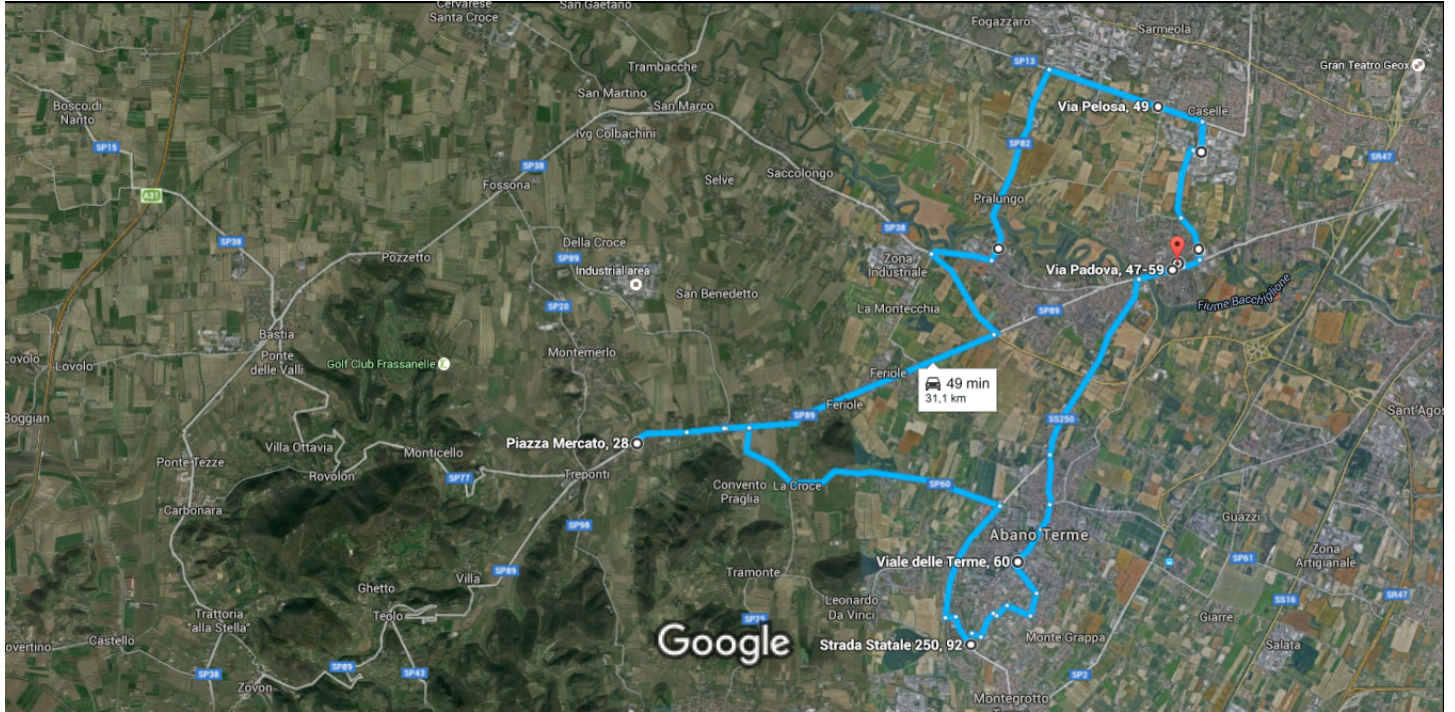 Cervarese
Santa Croce
San Gaetano
Fogazzaro
Sarmeola
Trambacche
SP13
Gran Teatro Geox
Bosco di
Nanto
San Martino
San Marco
Via Pelosa, 49
Caselle
Ivg Colbachini
SP15
SP38
SP82
SR47
Fossona
Selve
Saccolongo
A31
Pralungo
SP38
SP38
Della Croce
Pozzetto
SP89
Zona
Industriale
Via Padova, 47-59
Industrial area
San Benedetto
Fiume Bacchiglione
SP20
La Montecchia
SP89
Bastia
Lovolo
Lovolo
Ponte
delle Valli
Golf Club Frassanelle
Montemerlo
Feriole
49 min
31,1 km
Boggian
Feriole
SP89
Sant'Agos
SS250
Villa Ottavia
Monticello
Piazza Mercato, 28
Ponte Tezze
Rovolon
SP77
Treponti
Convento
Praglia
La Croce
SP60
Carbonara
SP98
Guazzi
Abano Terme
Zona
Artigianale
SP61
Viale delle Terme, 60
Tramonte
Villa
SP89
Ghetto
SS16
SR47
Leonardo
Da Vinci
Trattoria
"alla Stella"
Teolo
SP25
Giarre
Google
Monte Grappa
overtino
Castello
Strada Statale 250, 92
Salata
SP38
SP89
SP43
SP2
Zovon
Montegrotto